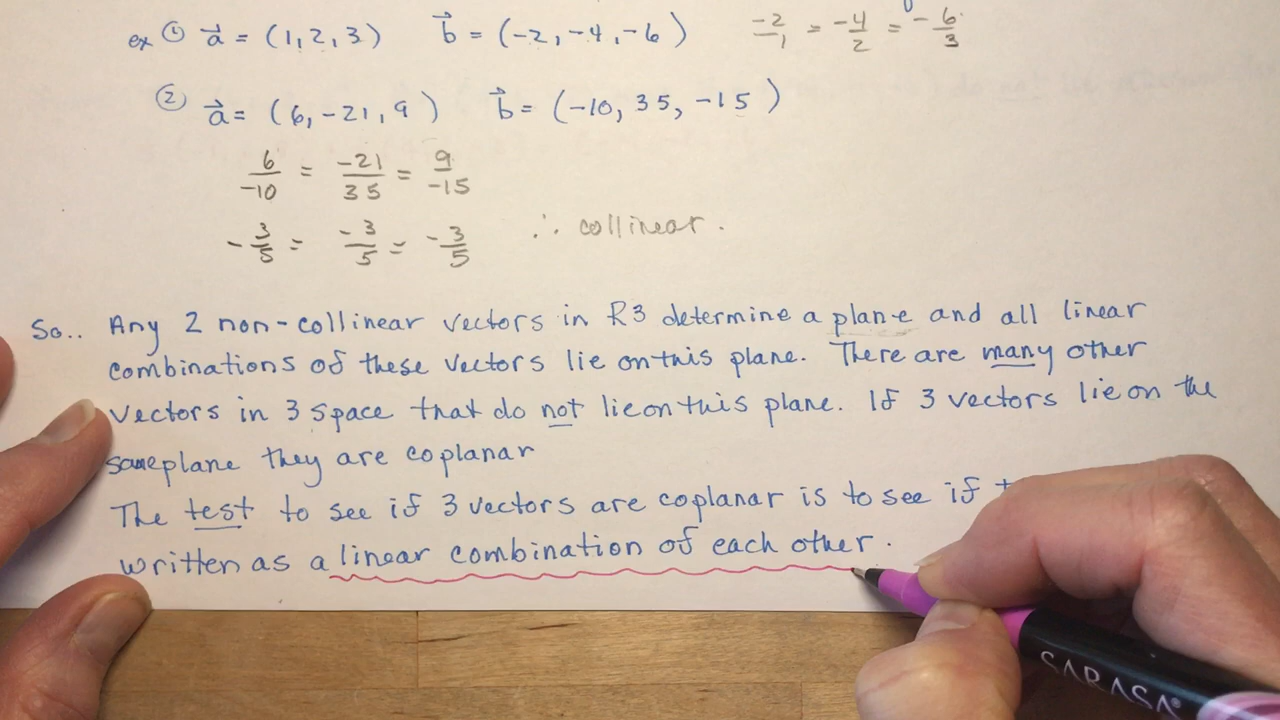 ex ① a⃗ = (1, 2, 3) b⃗ = (-2, -4, -6) -2/1 = -4/2 = -6/3
② a⃗ = (6, -21, 9) b⃗ = (-10, 35, -15)
6/-10 = -21/35 = 9/-15
-3/5 = -3/5 = -3/5 ∴ collinear.
So.. Any 2 non-collinear vectors in R3 determine a plane and all linear
combinations of these vectors lie on this plane. There are many other
vectors in 3 space that do not lie on this plane. If 3 vectors lie on the
same plane they are coplanar
The test to see if 3 vectors are coplanar is to see if
written as a linear combination of each other.
SARASA®